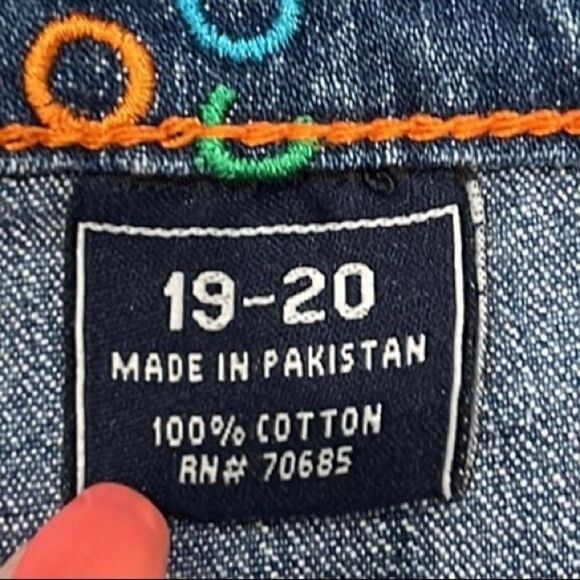 19-20
MADE IN PAKISTAN
100% COTTON
RN# 70685